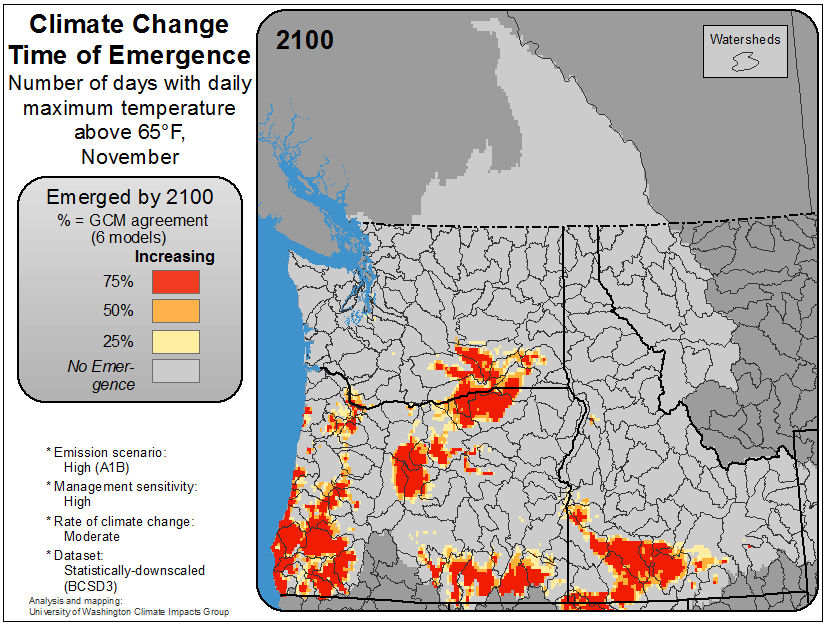 Climate Change
Time of Emergence
Number of days with daily
maximum temperature
above 65°F,
November
2100
Watersheds
Emerged by 2100
% = GCM agreement
(6 models)
Increasing
75%
50%
25%
No Emer-
gence
* Emission scenario:
High (A1B)
* Management sensitivity:
High
* Rate of climate change:
Moderate
* Dataset:
Statistically-downscaled
(BCSD3)
Analysis and mapping:
University of Washington Climate Impacts Group